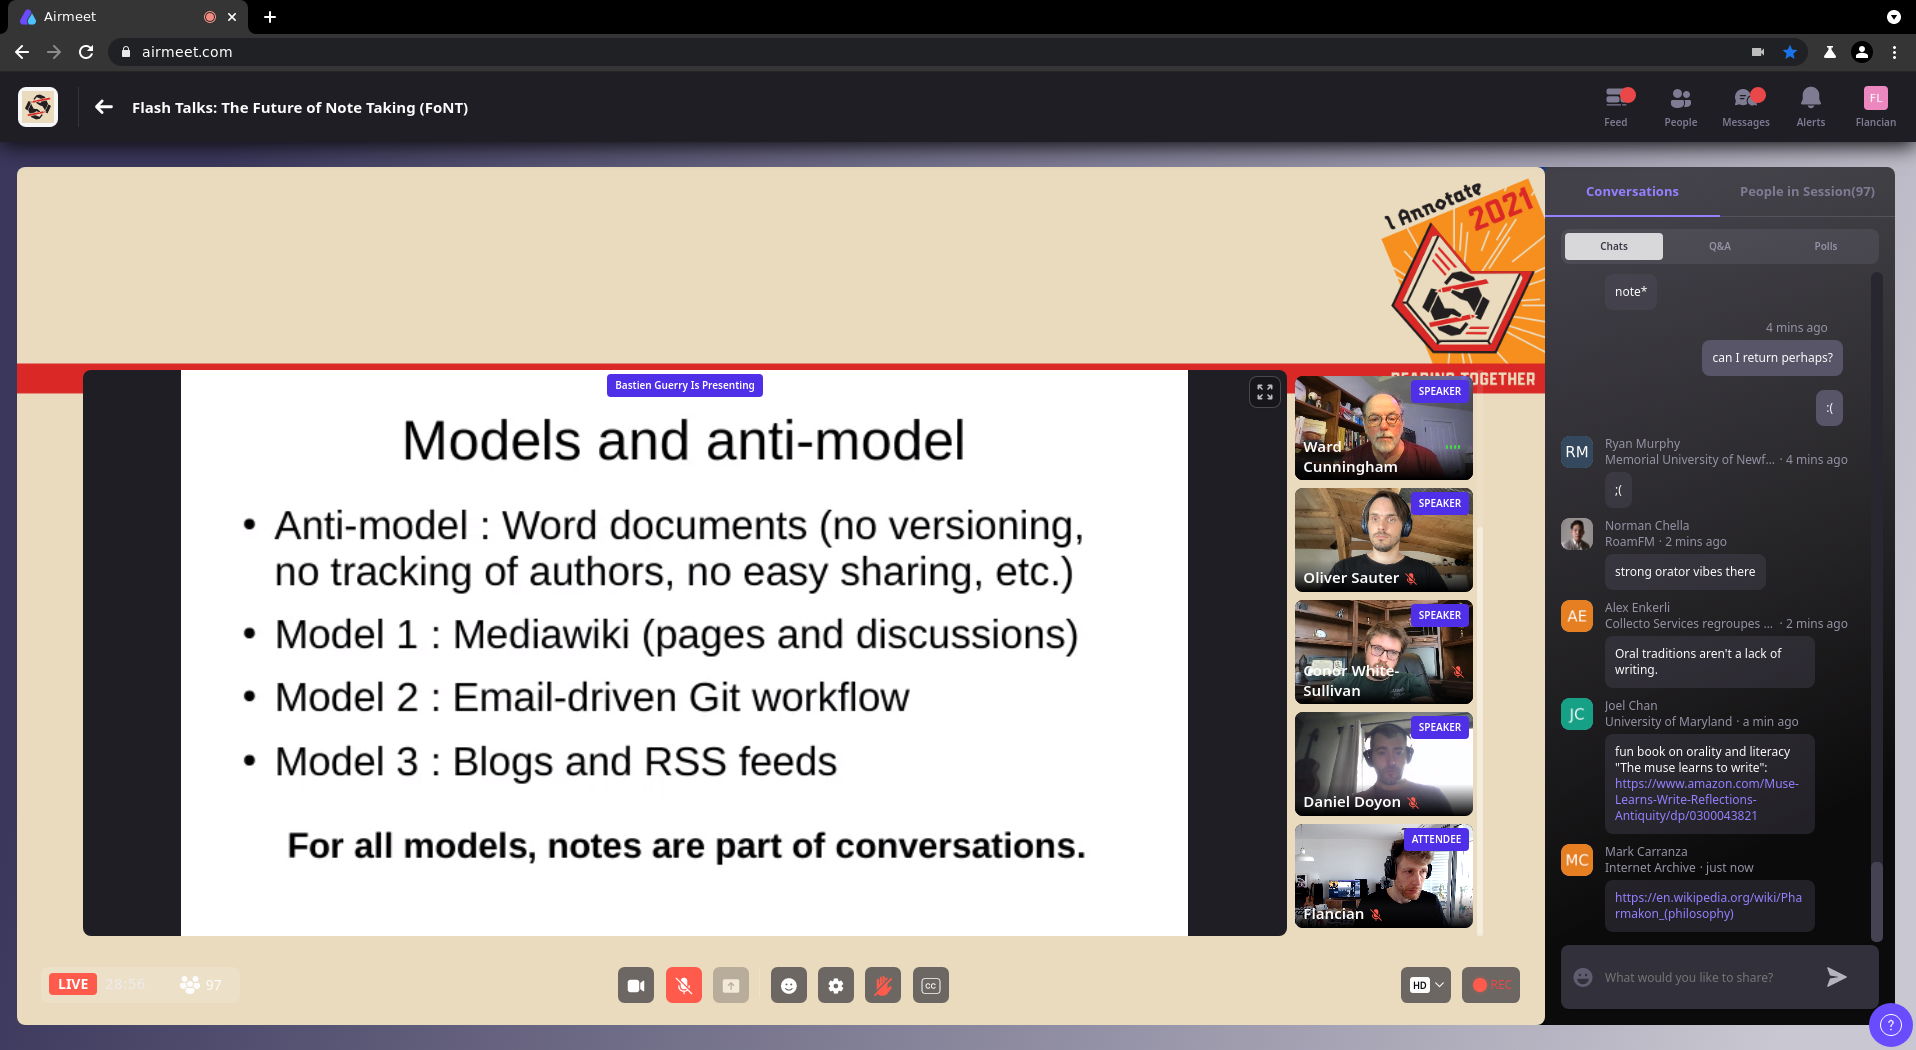 Airmeet
airmeet.com
Flash Talks: The Future of Note Taking (FoNT)
Feed
People
Messages
Alerts
FL
Flancian
I Annotate
2021
READING TOGETHER
Bastien Guerry Is Presenting
Models and anti-model
• Anti-model : Word documents (no versioning,
no tracking of authors, no easy sharing, etc.)
• Model 1 : Mediawiki (pages and discussions)
• Model 2 : Email-driven Git workflow
• Model 3 : Blogs and RSS feeds
For all models, notes are part of conversations.
SPEAKER
Ward
Cunningham
SPEAKER
Oliver Sauter
SPEAKER
Conor White-
Sullivan
SPEAKER
Daniel Doyon
ATTENDEE
Flancian
LIVE
28:56
97
CC
HD
REC
Conversations
People in Session(97)
Chats
Q&A
Polls
note*
4 mins ago
can I return perhaps?
:(
RM
Ryan Murphy
Memorial University of Newf... · 4 mins ago
;(
Norman Chella
RoamFM · 2 mins ago
strong orator vibes there
AE
Alex Enkerli
Collecto Services regroupes ... · 2 mins ago
Oral traditions aren't a lack of
writing.
JC
Joel Chan
University of Maryland · a min ago
fun book on orality and literacy
"The muse learns to write":
https://www.amazon.com/Muse-
Learns-Write-Reflections-
Antiquity/dp/0300043821
MC
Mark Carranza
Internet Archive · just now
https://en.wikipedia.org/wiki/Pha
rmakon_(philosophy)
What would you like to share?
?